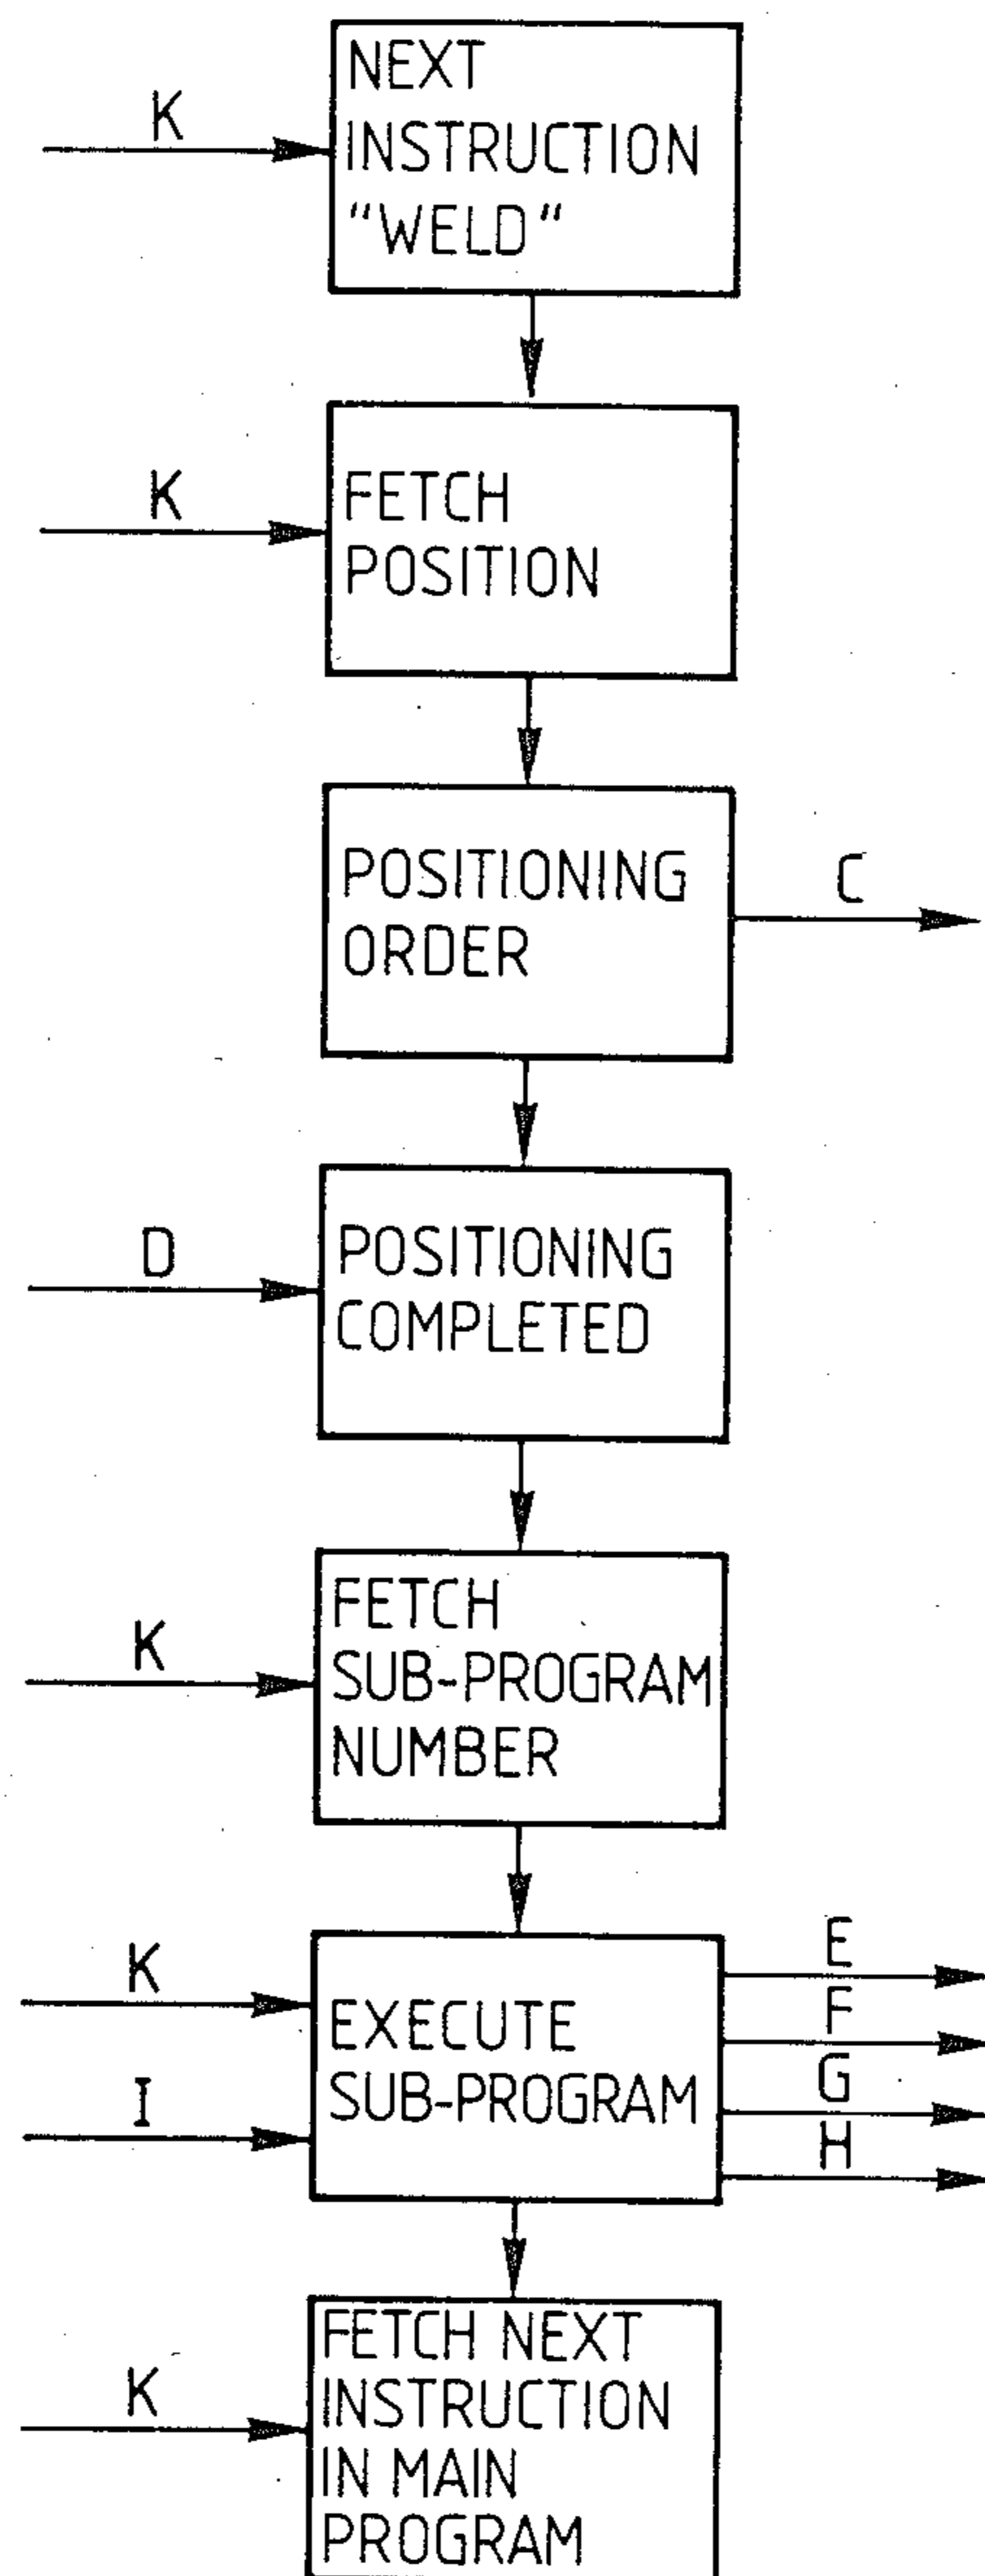 NEXT
K
INSTRUCTION
“WELD“
K
FETCH
POSITION
POSITIONING
ORDER
C
D
POSITIONING
COMPLETED
FETCH
K
SUB-PROGRAM
NUMBER
K
EXECUTE
SUB-PROGRAM
I
E
F
G
H
FETCH NEXT
K
INSTRUCTION
IN MAIN
PROGRAM